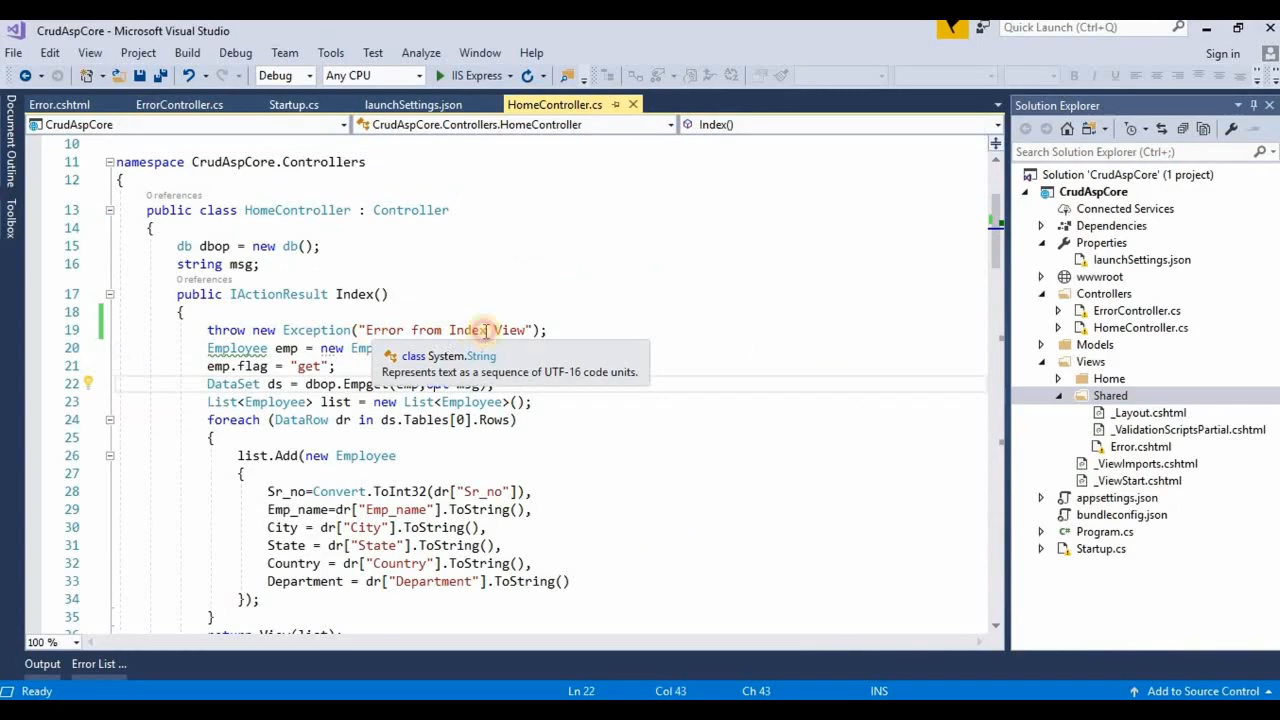 CrudAspCore - Microsoft Visual Studio
Quick Launch (Ctrl+Q)
File Edit View Project Build Debug Team Tools Test Analyze Window Help
Sign in
Debug Any CPU IIS Express
Error.cshtml ErrorController.cs Startup.cs launchSettings.json HomeController.cs
CrudAspCore CrudAspCore.Controllers.HomeController Index()
Document Outline
Toolbox
10
11 namespace CrudAspCore.Controllers
12 {
0 references
13 public class HomeController : Controller
14 {
15 db dbop = new db();
16 string msg;
0 references
17 public IActionResult Index()
18 {
19 throw new Exception("Error from Index View");
20 Employee emp = new Emp
class System.String
Represents text as a sequence of UTF-16 code units.
21 emp.flag = "get";
22 DataSet ds = dbop.Empget(emp,out msg);
23 List<Employee> list = new List<Employee>();
24 foreach (DataRow dr in ds.Tables[0].Rows)
25 {
26 list.Add(new Employee
27 {
28 Sr_no=Convert.ToInt32(dr["Sr_no"]),
29 Emp_name=dr["Emp_name"].ToString(),
30 City = dr["City"].ToString(),
31 State = dr["State"].ToString(),
32 Country = dr["Country"].ToString(),
33 Department = dr["Department"].ToString()
34 });
35 }
36 return View(list);
100 %
Solution Explorer
Search Solution Explorer (Ctrl+;)
Solution 'CrudAspCore' (1 project)
CrudAspCore
Connected Services
Dependencies
Properties
launchSettings.json
wwwroot
Controllers
ErrorController.cs
HomeController.cs
Models
Views
Home
Shared
_Layout.cshtml
_ValidationScriptsPartial.cshtml
Error.cshtml
_ViewImports.cshtml
_ViewStart.cshtml
appsettings.json
bundleconfig.json
Program.cs
Startup.cs
Output Error List ...
Ready Ln 22 Col 43 Ch 43 INS Add to Source Control